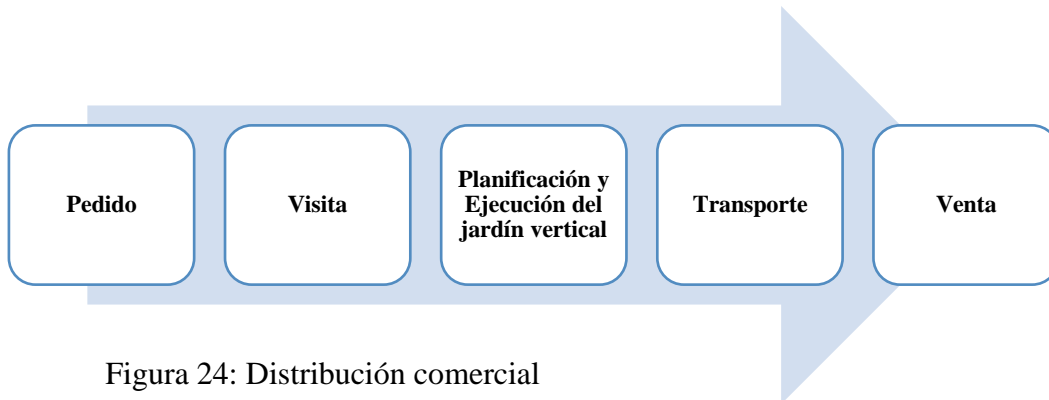 Pedido
Visita
Planificación y
Ejecución del
jardín vertical
Transporte
Venta
Figura 24: Distribución comercial